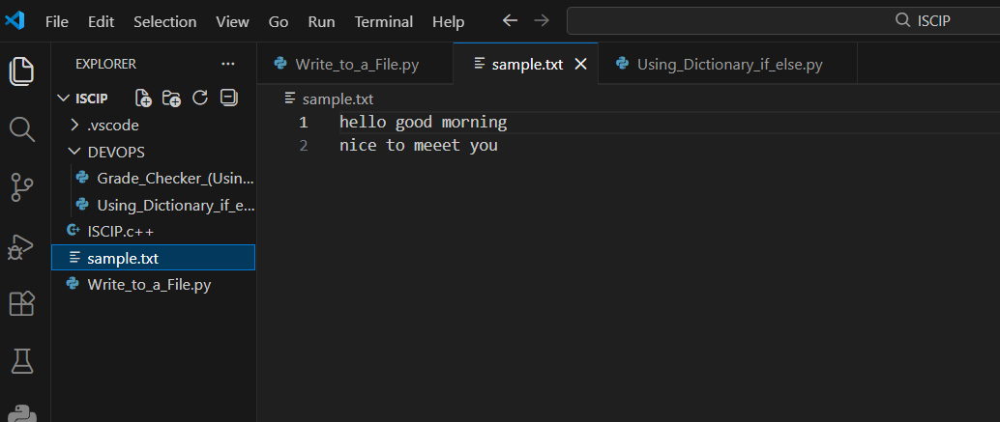 File Edit Selection View Go Run Terminal Help ISCIP
EXPLORER
Write_to_a_File.py sample.txt Using_Dictionary_if_else.py
ISCIP
sample.txt
.vscode
1 hello good morning
2 nice to meeet you
DEVOPS
Grade_Checker_(Usin...
Using_Dictionary_if_e...
ISCIP.c++
sample.txt
Write_to_a_File.py